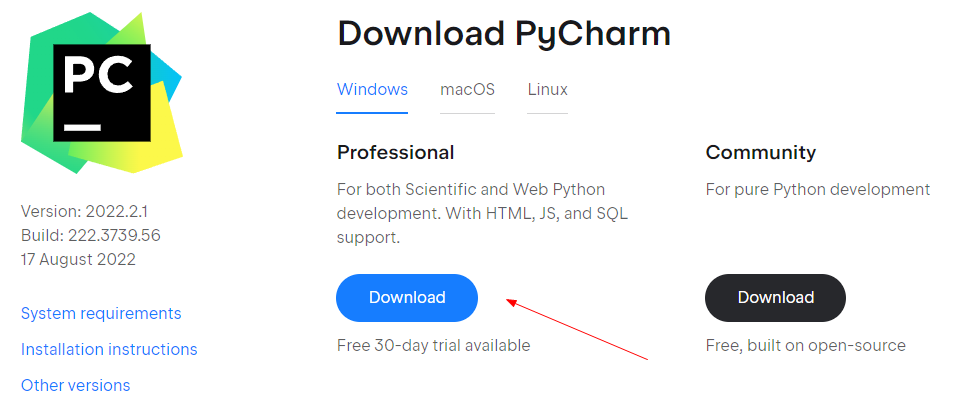 PC
Version: 2022.2.1
Build: 222.3739.56
17 August 2022
System requirements
Installation instructions
Other versions
Download PyCharm
Windows macOS Linux
Professional
For both Scientific and Web Python
development. With HTML, JS, and SQL
support.
Download
Free 30-day trial available
Community
For pure Python development
Download
Free, built on open-source